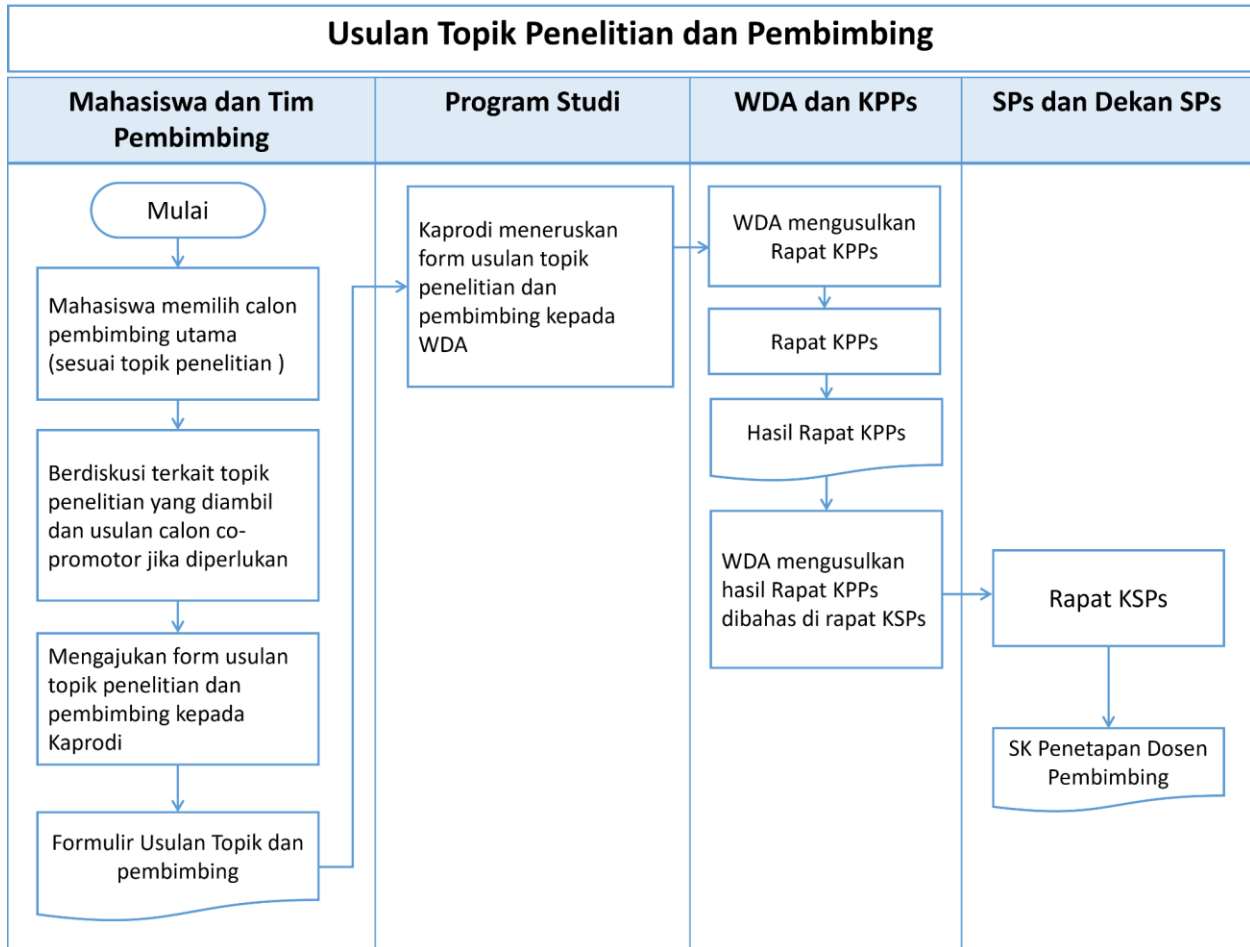 Usulan Topik Penelitian dan Pembimbing
Mahasiswa dan Tim
Pembimbing
Program Studi
WDA dan KPPs
SPs dan Dekan SPs
Mulai
Mahasiswa memilih calon
pembimbing utama
(sesuai topik penelitian )
Berdiskusi terkait topik
penelitian yang diambil
dan usulan calon co-
promotor jika diperlukan
Mengajukan form usulan
topik penelitian dan
pembimbing kepada
Kaprodi
Formulir Usulan Topik dan
pembimbing
Kaprodi meneruskan
form usulan topik
penelitian dan
pembimbing kepada
WDA
WDA mengusulkan
Rapat KPPs
Rapat KPPs
Hasil Rapat KPPs
WDA mengusulkan
hasil Rapat KPPs
dibahas di rapat KSPs
Rapat KSPs
SK Penetapan Dosen
Pembimbing